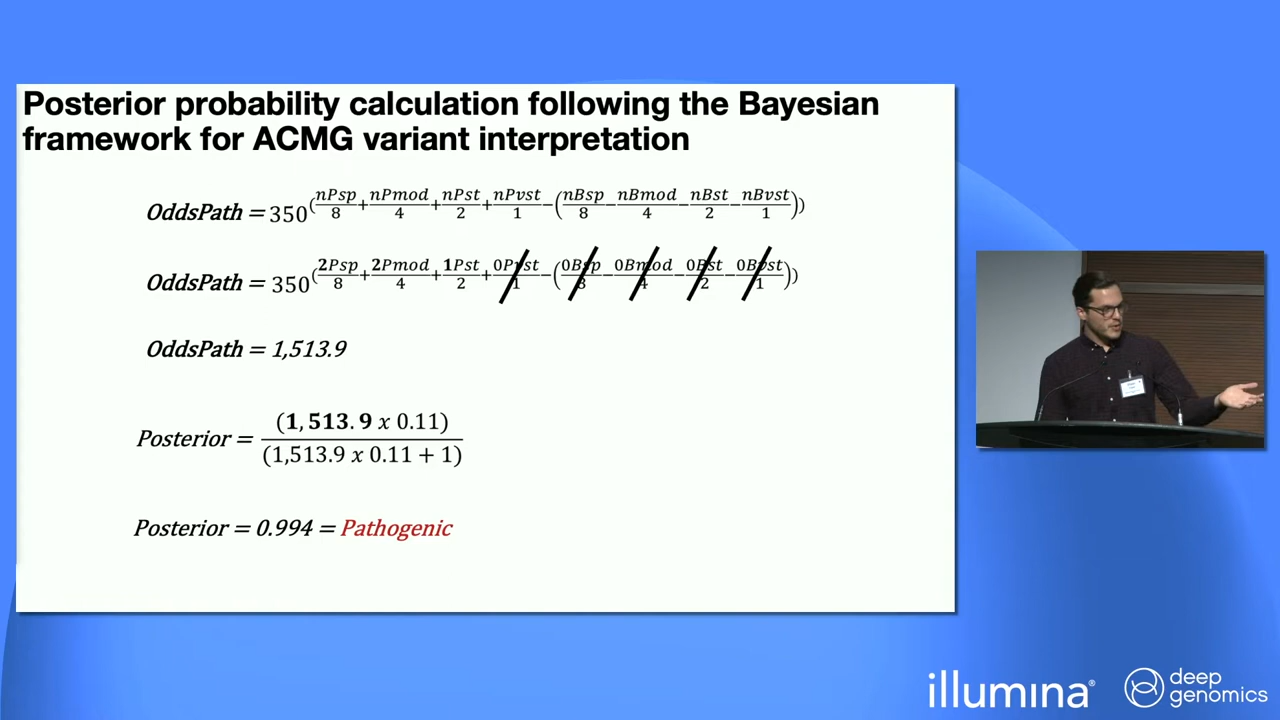 Posterior probability calculation following the Bayesian
framework for ACMG variant interpretation
OddsPath = 350^(nPsp/8 + nPmod/4 + nPst/2 + nPvst/1 − (nBsp/8 − nBmod/4 − nBst/2 − nBvst/1))
OddsPath = 350^(2Psp/8 + 2Pmod/4 + 1Pst/2 + 0Pvst/1 − (0Bsp/8 − 0Bmod/4 − 0Bst/2 − 0Bvst/1))
OddsPath = 1,513.9
Posterior = (1,513.9 x 0.11) / (1,513.9 x 0.11 + 1)
Posterior = 0.994 = Pathogenic
illumina®
deep
genomics